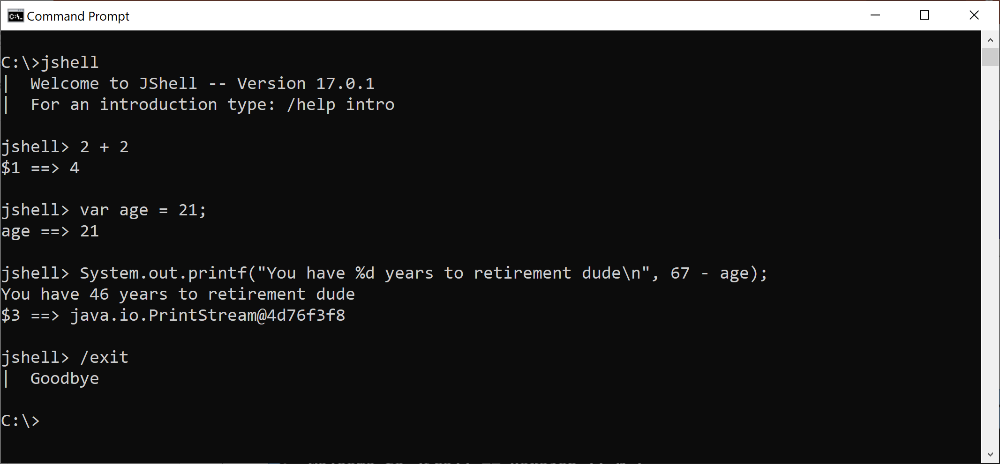 Command Prompt
C:\>jshell
|  Welcome to JShell -- Version 17.0.1
|  For an introduction type: /help intro
jshell> 2 + 2
$1 ==> 4
jshell> var age = 21;
age ==> 21
jshell> System.out.printf("You have %d years to retirement dude\n", 67 - age);
You have 46 years to retirement dude
$3 ==> java.io.PrintStream@4d76f3f8
jshell> /exit
|  Goodbye
C:\>